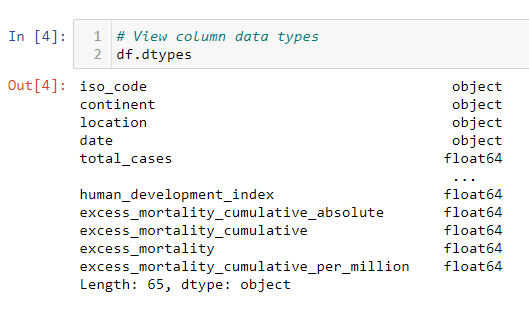 In [4]: 1 # View column data types
2 df.dtypes
Out[4]: iso_code object
continent object
location object
date object
total_cases float64
...
human_development_index float64
excess_mortality_cumulative_absolute float64
excess_mortality_cumulative float64
excess_mortality float64
excess_mortality_cumulative_per_million float64
Length: 65, dtype: object